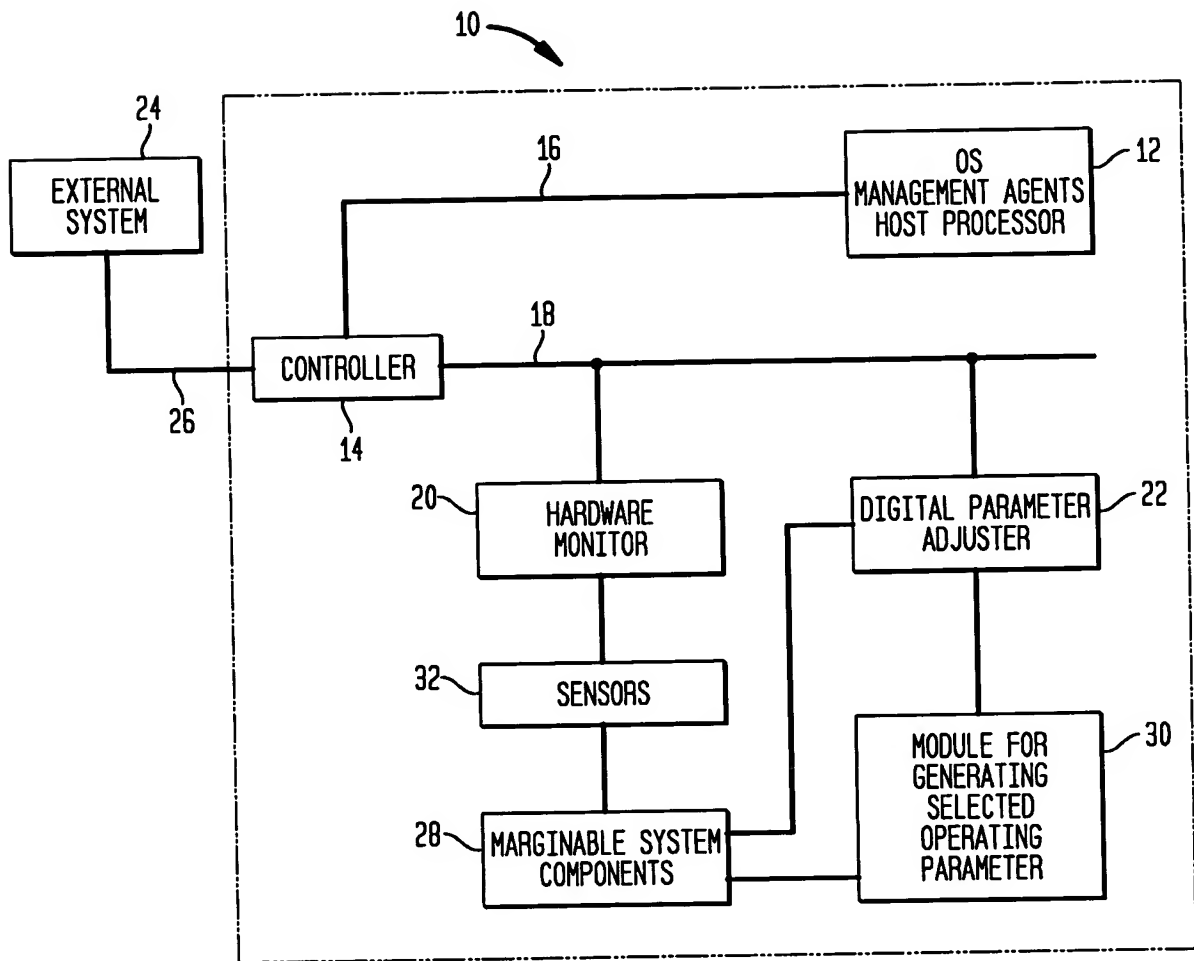 10
24
EXTERNAL
SYSTEM
16
OS
MANAGEMENT AGENTS
HOST PROCESSOR
12
CONTROLLER
18
26
14
20
HARDWARE
MONITOR
DIGITAL PARAMETER
ADJUSTER
22
32
SENSORS
MODULE FOR
GENERATING
SELECTED
OPERATING
PARAMETER
30
28
MARGINABLE SYSTEM
COMPONENTS